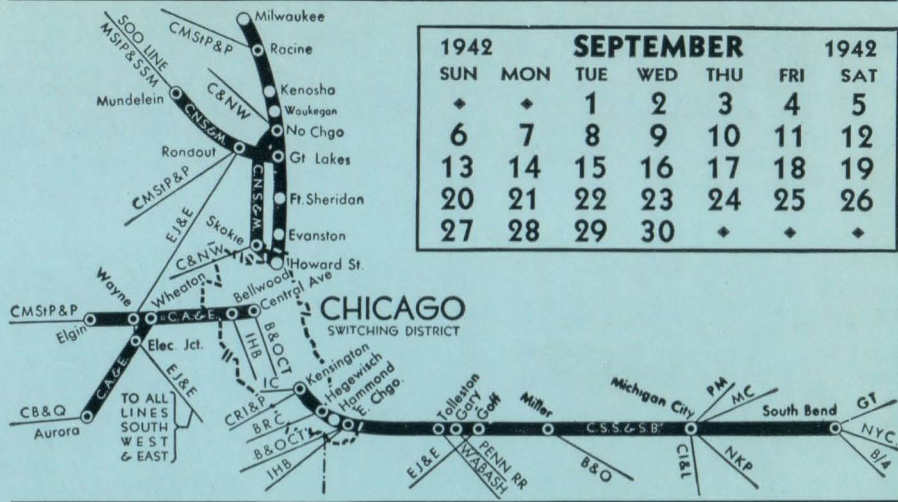 Milwaukee
CMStP&P
Racine
SOO LINE
MStP&SSM
Kenosha
C&NW
Waukegan
Mundelein
C.N.S.&M.
No Chgo
Rondout
Gt Lakes
CMStP&P
C.N.S.&M.
Ft. Sheridan
EJ&E
Skokie
Evanston
C&NW
Howard St.
1942 SEPTEMBER 1942
SUN MON TUE WED THU FRI SAT
◆ ◆ 1 2 3 4 5
6 7 8 9 10 11 12
13 14 15 16 17 18 19
20 21 22 23 24 25 26
27 28 29 30 ◆ ◆ ◆
Wayne
Wheaton
Bellwood
Central Ave
CMStP&P
Elgin
C.A.&E.
CHICAGO
SWITCHING DISTRICT
Elec. Jct.
C.A.&E.
EJ&E
IHB
B&OCT
CB&Q
Aurora
TO ALL
LINES
SOUTH
WEST
& EAST
IC
Kensington
CRI&P
Hegewisch
BRC
Hammond
B&OCT
E. Chgo.
IHB
Tolleston
Gary
Goff
EJ&E
WABASH
PENN RR
Miller
B&O
C.S.S.&S.B.
Michigan City
PM
MC
CI&L
NKP
South Bend
GT
NYC
B/4